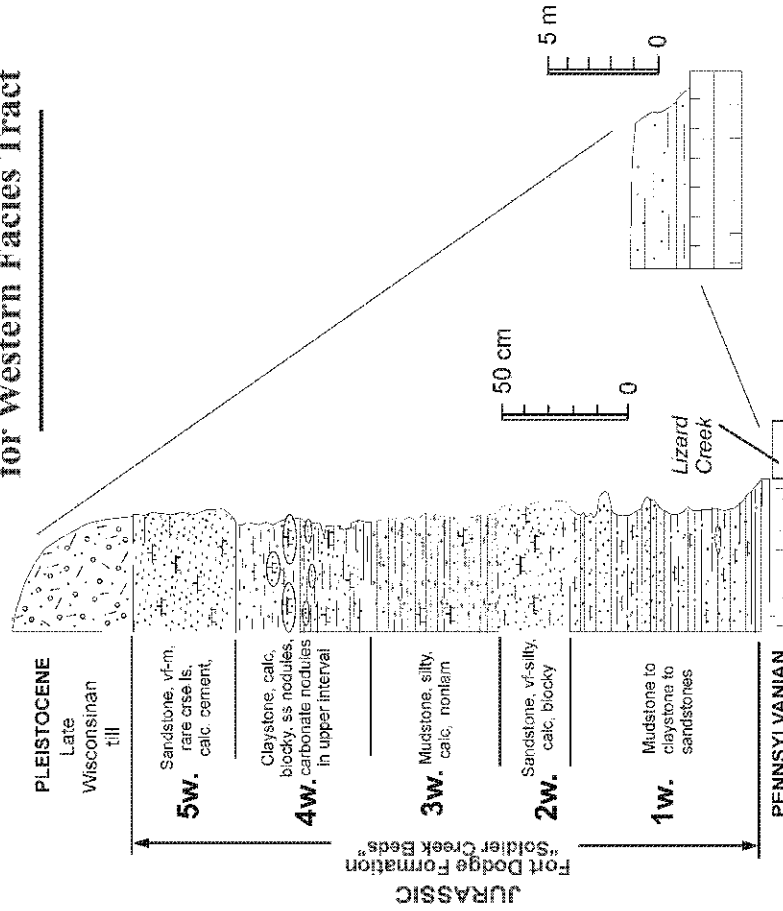 for Western Facies Tract
PLEISTOCENE
Late
Wisconsinan
till
5w.
Sandstone, vf-m,
rare crse.ls,
calc. cement,
4w.
Claystone, calc,
blocky, ss nodules,
carbonate nodules
in upper interval
3w.
Mudstone, silty,
calc, nonlam
2w.
Sandstone, vf-silty,
calc, blocky
1w.
Mudstone to
claystone to
sandstones
PENNSYLVANIAN
JURASSIC
Fort Dodge Formation
"Soldier Creek Beds"
50 cm
0
Lizard
Creek
5 m
0